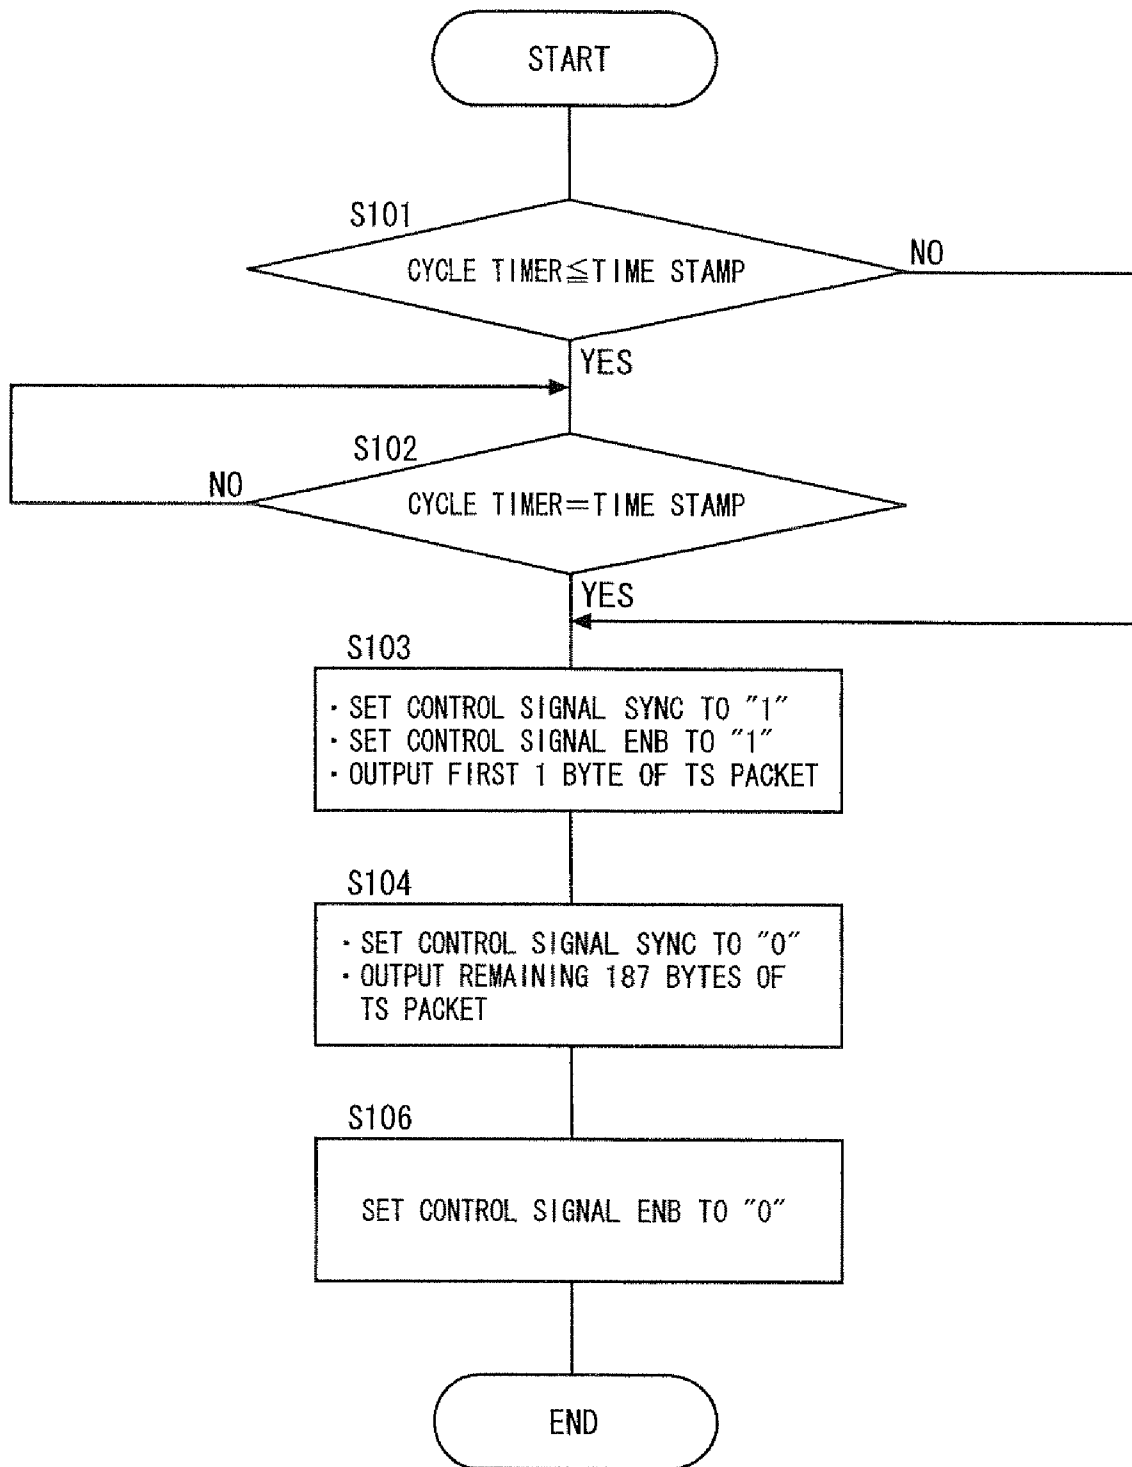 START
S101
CYCLE TIMER≦TIME STAMP
NO
YES
S102
NO
CYCLE TIMER=TIME STAMP
YES
S103
・SET CONTROL SIGNAL SYNC TO "1"
・SET CONTROL SIGNAL ENB TO "1"
・OUTPUT FIRST 1 BYTE OF TS PACKET
S104
・SET CONTROL SIGNAL SYNC TO "0"
・OUTPUT REMAINING 187 BYTES OF
TS PACKET
S106
SET CONTROL SIGNAL ENB TO "0"
END